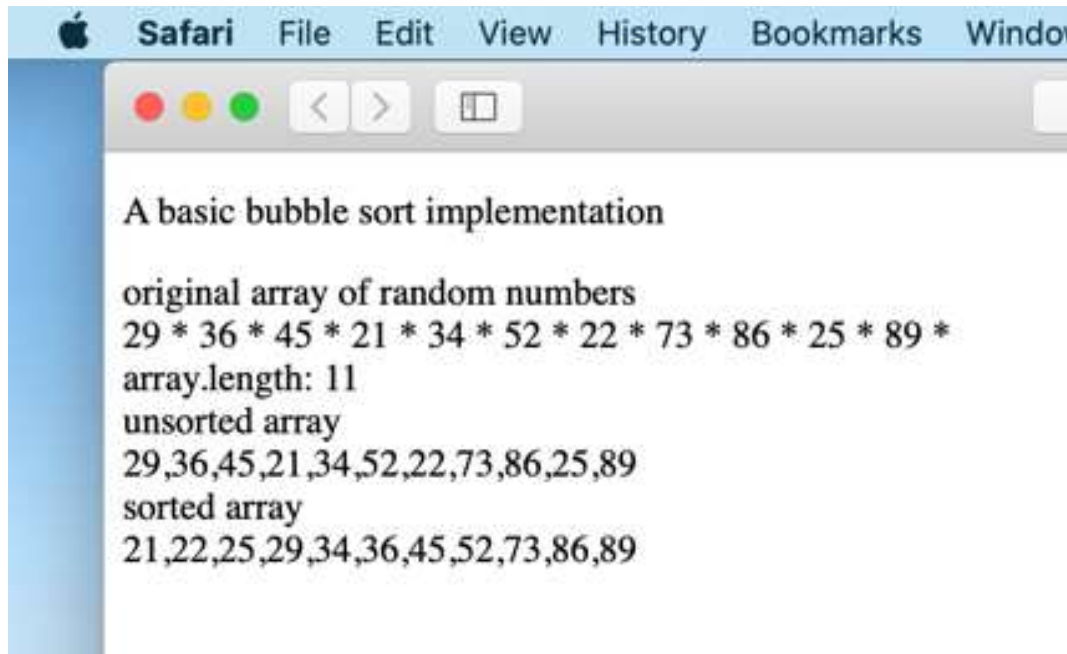 Safari File Edit View History Bookmarks
A basic bubble sort implementation
original array of random numbers
29 * 36 * 45 * 21 * 34 * 52 * 22 * 73 * 86 * 25 * 89 *
array.length: 11
unsorted array
29,36,45,21,34,52,22,73,86,25,89
sorted array
21,22,25,29,34,36,45,52,73,86,89